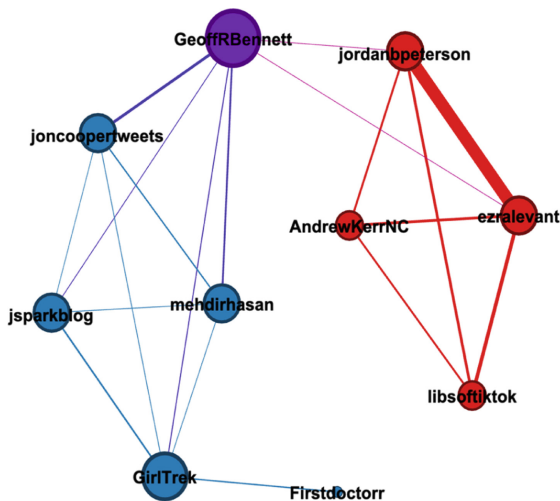 GeoffRBennett
jordanbpeterson
joncoopertweets
ezralevant
AndrewKerrNC
mehdirhasan
jsparkblog
libsoftiktok
GirlTrek
Firstdoctorr